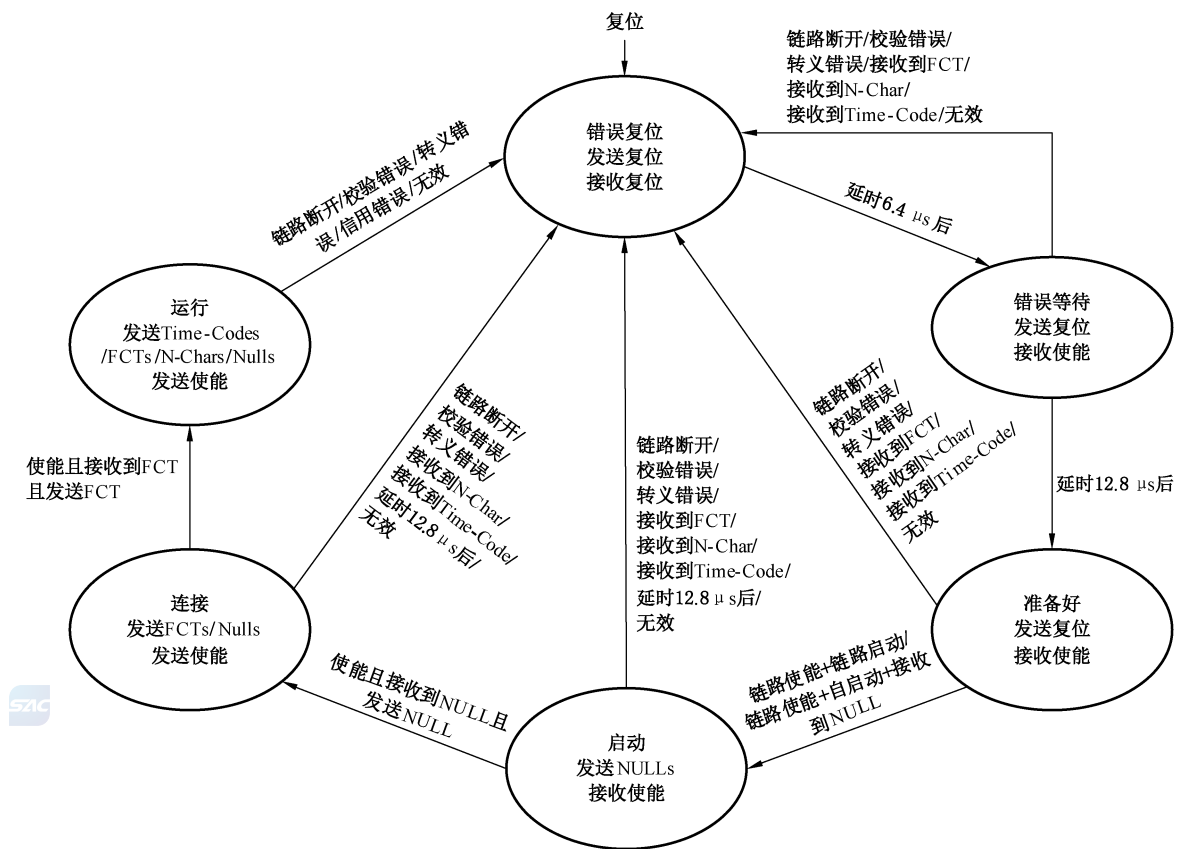 复位
链路断开/校验错误/
转义错误/接收到FCT/
接收到N-Char/
接收到Time-Code/无效
错误复位
发送复位
接收复位
链路断开/校验错误/转义错
误/信用错误/无效
延时6.4 μs后
运行
发送Time-Codes
/FCTs/N-Chars/Nulls
发送使能
错误等待
发送复位
接收使能
链路断开/
校验错误/
转义错误/
接收到N-Char/
接收到Time-Code/
延时12.8μs后/
无效
链路断开/
校验错误/
转义错误/
接收到FCT/
接收到N-Char/
接收到Time-Code/
延时12.8μs后/
无效
链路断开/
校验错误/
转义错误/
接收到FCT/
接收到N-Char/
接收到Time-Code/
无效
使能且接收到FCT
且发送FCT
延时12.8 μs后
连接
发送FCTs/Nulls
发送使能
准备好
发送复位
接收使能
使能且接收到NULL且
发送NULL
链路使能+链路启动/
链路使能+自启动+接收
到NULL
启动
发送NULLs
接收使能
SAC